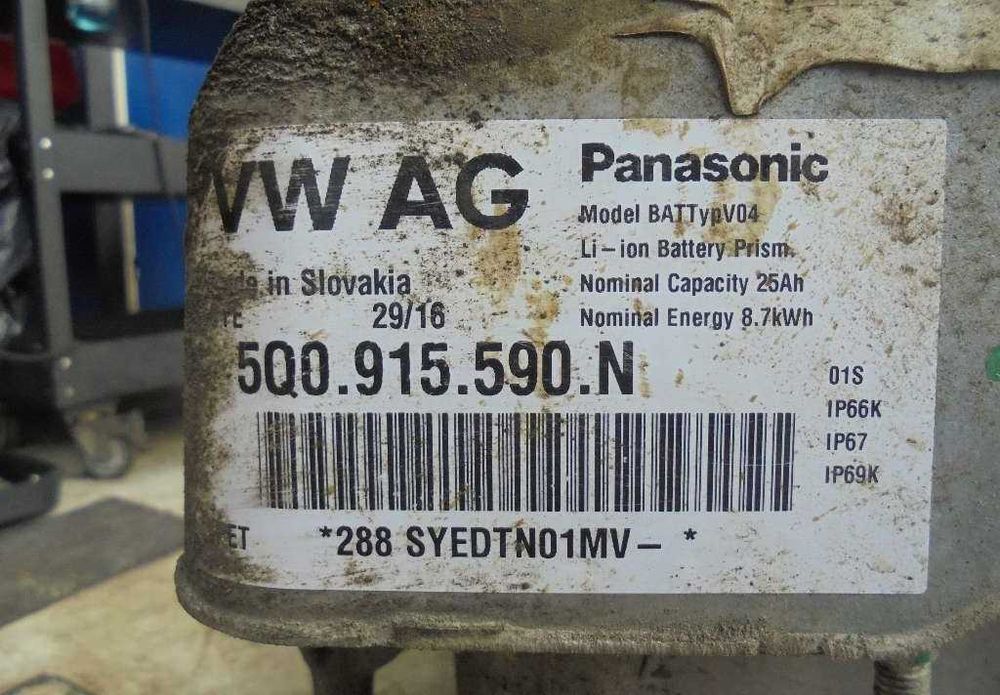 VW AG
Panasonic
Model BATTypV04
Li-ion Battery Prism.
in Slovakia
Nominal Capacity 25Ah
29/16
Nominal Energy 8.7kWh
5Q0.915.590.N
01S
IP66K
IP67
IP69K
*288 SYEDTN01MV- *